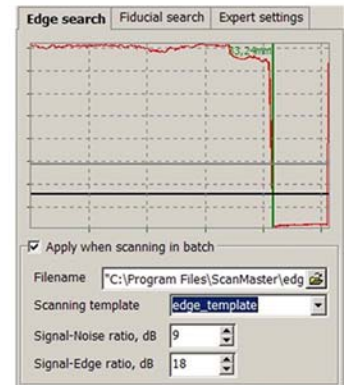 Edge search Fiducial search Expert settings
33,24mm
Apply when scanning in batch
Filename "C:\Program Files\ScanMaster\edg
Scanning template edge_template
Signal-Noise ratio, dB 9
Signal-Edge ratio, dB 18